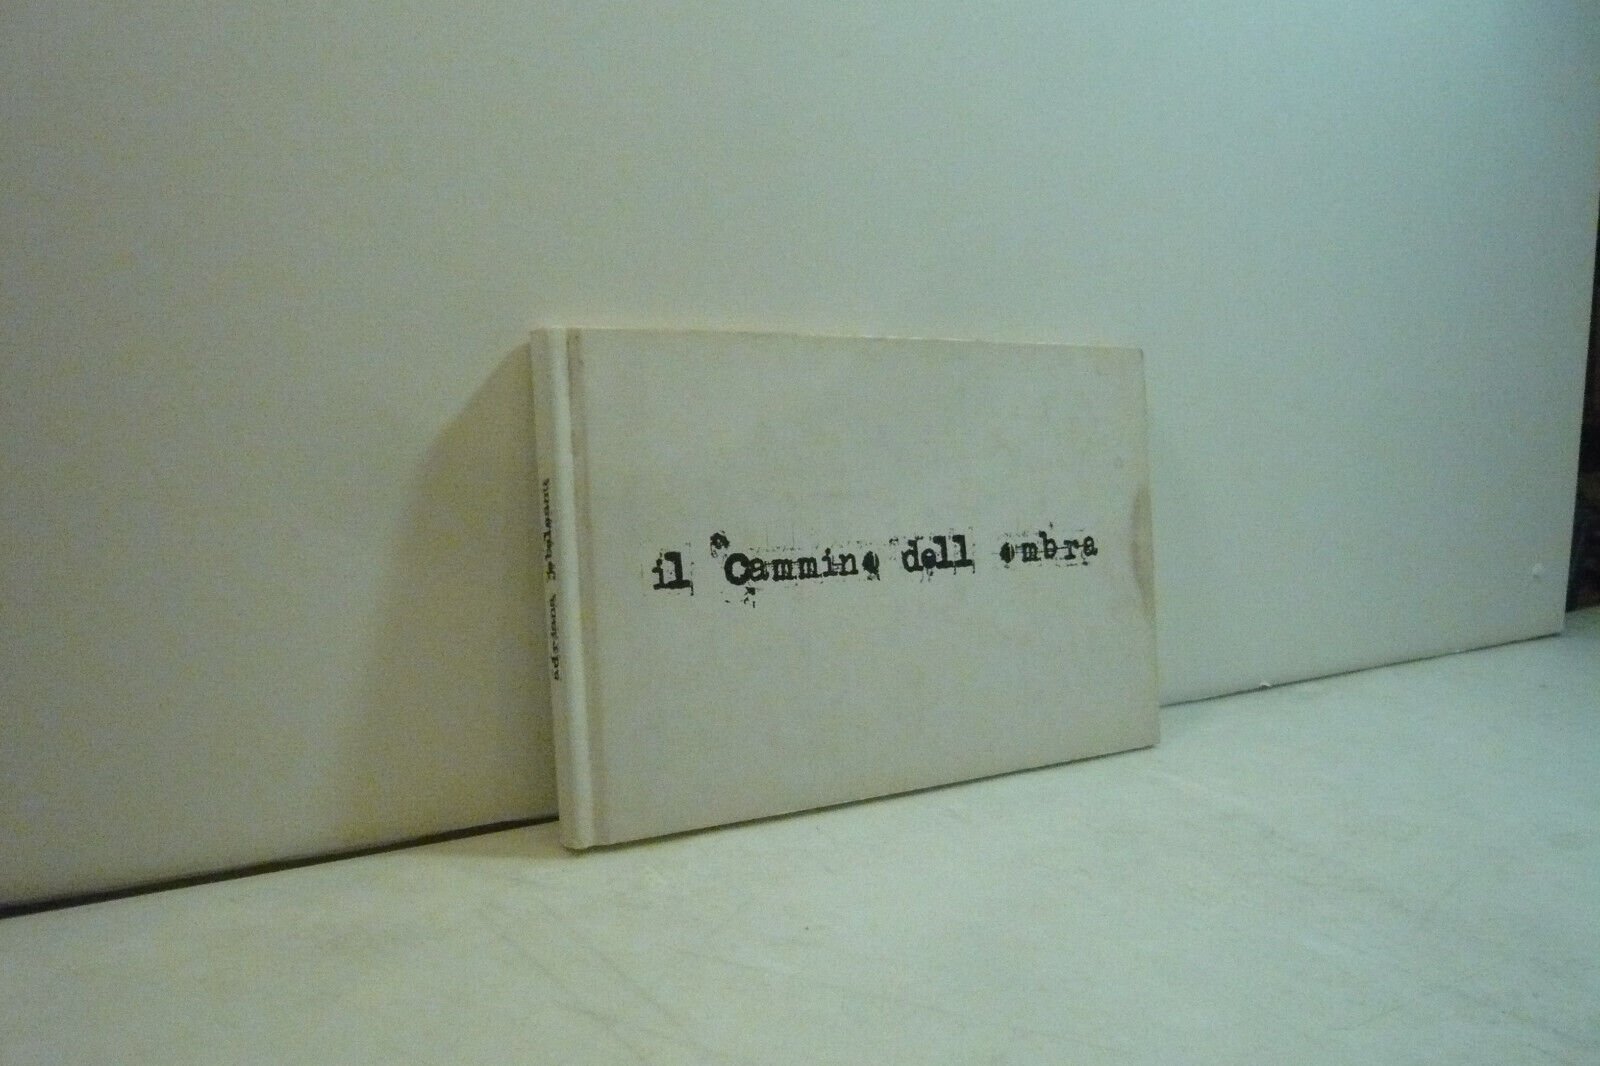 il Cammino dell ombra
adriana